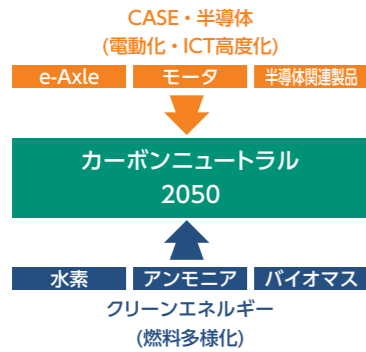 CASE・半導体
(電動化・ICT高度化)
e-Axle モータ 半導体関連製品
カーボンニュートラル
2050
水素 アンモニア バイオマス
クリーンエネルギー
(燃料多様化)